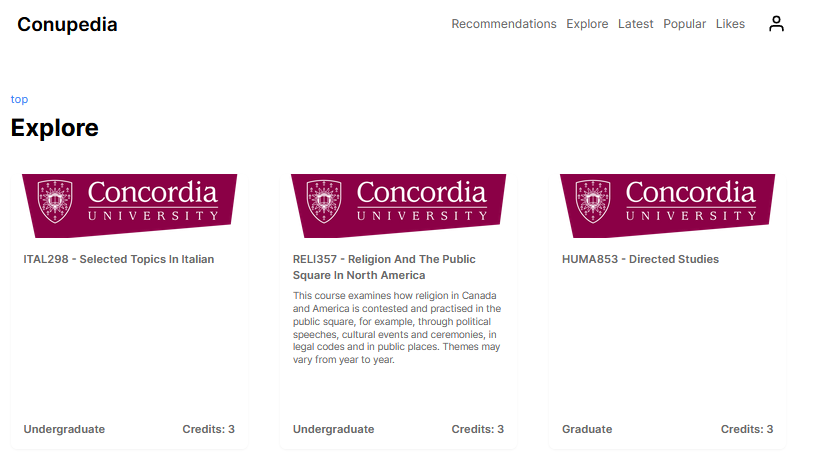 Conupedia
Recommendations Explore Latest Popular Likes
top
Explore
Concordia
UNIVERSITY
ITAL298 - Selected Topics In Italian
Undergraduate Credits: 3
Concordia
UNIVERSITY
RELI357 - Religion And The Public
Square In North America
This course examines how religion in Canada
and America is contested and practised in the
public square, for example, through political
speeches, cultural events and ceremonies, in
legal codes and in public places. Themes may
vary from year to year.
Undergraduate Credits: 3
Concordia
UNIVERSITY
HUMA853 - Directed Studies
Graduate Credits: 3